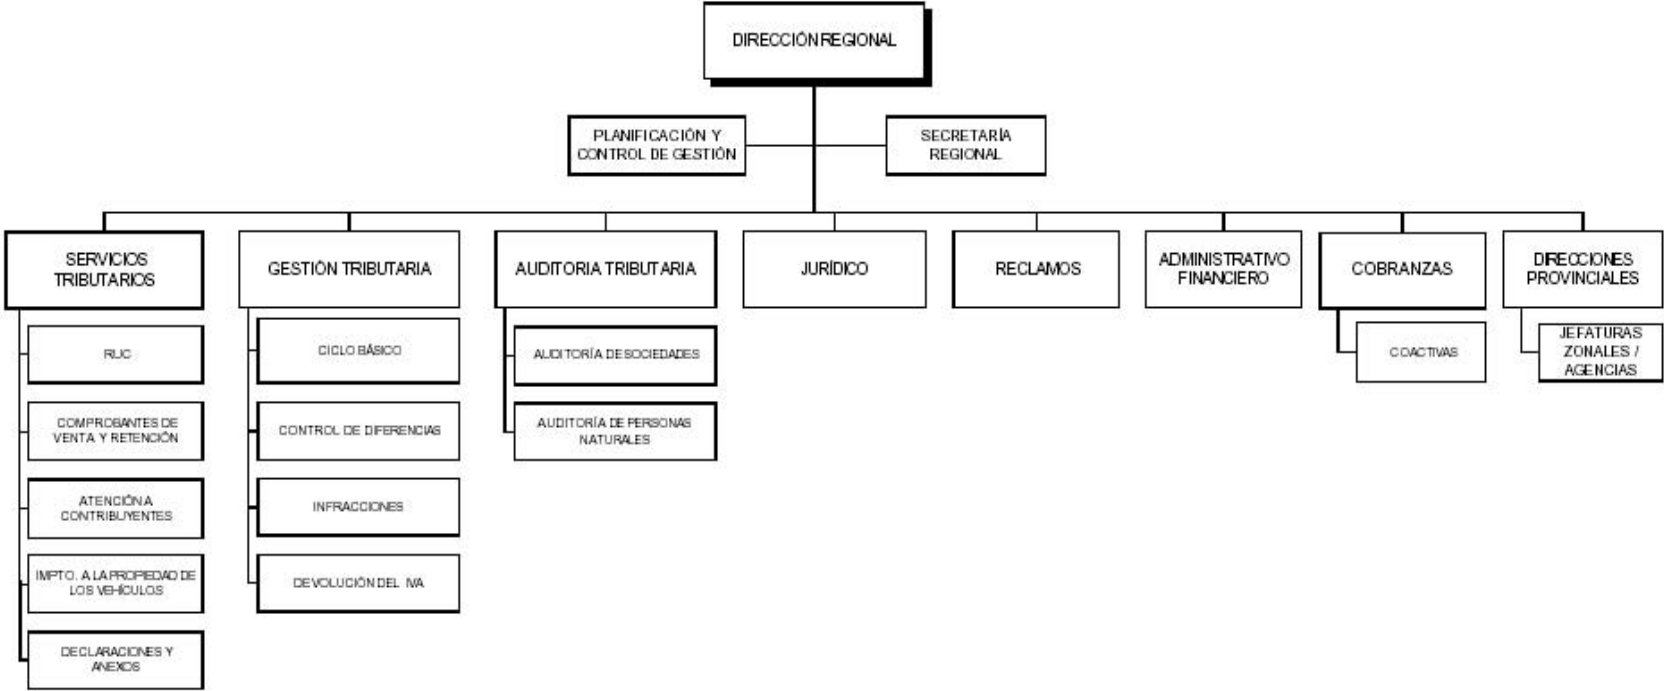 DIRECCIÓN REGIONAL
PLANIFICACIÓN Y
CONTROL DE GESTIÓN
SECRETARÍA
REGIONAL
SERVICIOS
TRIBUTARIOS
GESTIÓN TRIBUTARIA
AUDITORIA TRIBUTARIA
JURÍDICO
RECLAMOS
ADMINISTRATIVO
FINANCIERO
COBRANZAS
DIRECCIONES
PROVINCIALES
RUC
COMPROBANTES DE
VENTA Y RETENCIÓN
ATENCIÓN A
CONTRIBUYENTES
IMPTO. A LA PROPIEDAD DE
LOS VEHÍCULOS
DECLARACIONES Y
ANEXOS
CICLO BÁSICO
CONTROL DE DIFERENCIAS
INFRACCIONES
DEVOLUCIÓN DEL IVA
AUDITORÍA DE SOCIEDADES
AUDITORÍA DE PERSONAS
NATURALES
COACTIVAS
JEFATURAS
ZONALES /
AGENCIAS